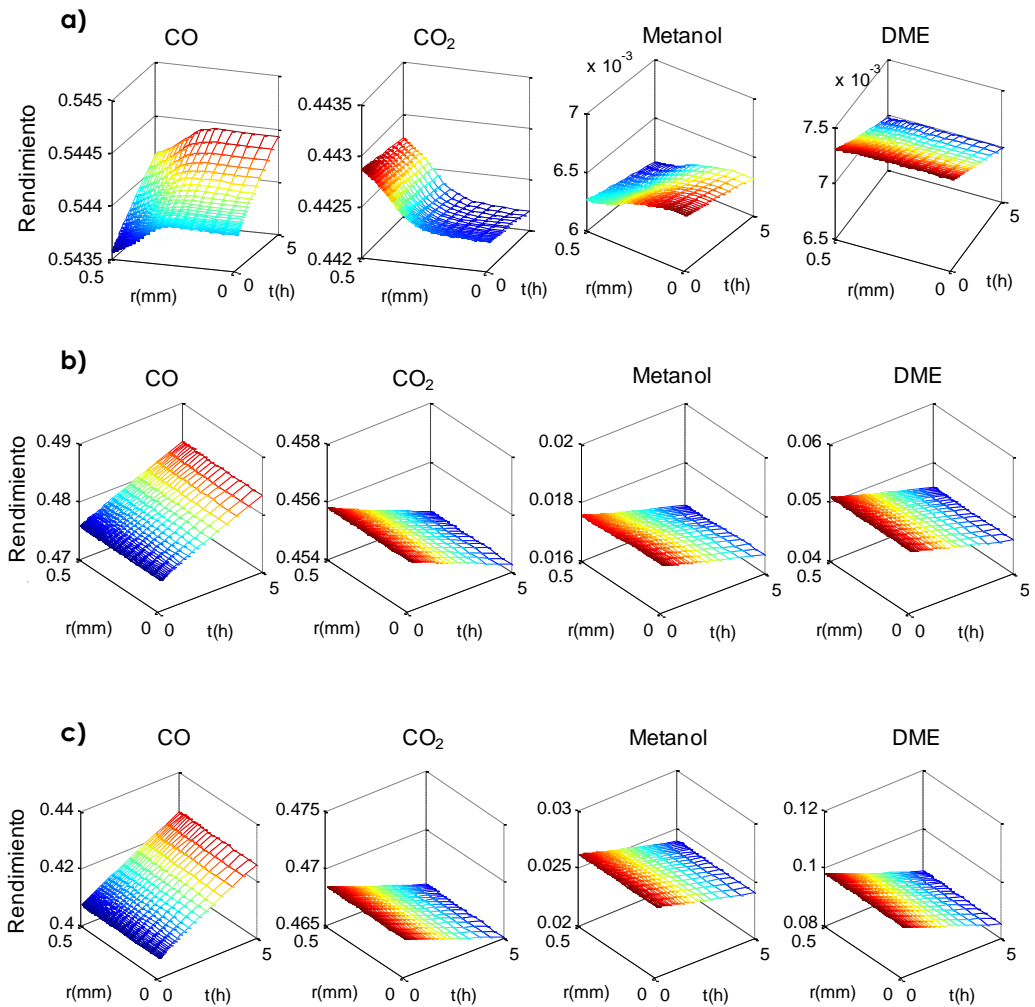 a)
CO
CO₂
Metanol
DME
Rendimiento
0.545
0.5445
0.544
0.5435
0.5
r(mm)
0
0
t(h)
5
0.4435
0.443
0.4425
0.442
0.5
r(mm)
0
0
t(h)
5
x 10⁻³
7
6.5
6
0.5
r(mm)
0
0
t(h)
5
x 10⁻³
7.5
7
6.5
0.5
r(mm)
0
0
t(h)
5
b)
CO
CO₂
Metanol
DME
Rendimiento
0.49
0.48
0.47
0.5
r(mm)
0
0
t(h)
5
0.458
0.456
0.454
0.5
r(mm)
0
0
t(h)
5
0.02
0.018
0.016
0.5
r(mm)
0
0
t(h)
5
0.06
0.05
0.04
0.5
r(mm)
0
0
t(h)
5
c)
CO
CO₂
Metanol
DME
Rendimiento
0.44
0.42
0.4
0.5
r(mm)
0
0
t(h)
5
0.475
0.47
0.465
0.5
r(mm)
0
0
t(h)
5
0.03
0.025
0.02
0.5
r(mm)
0
0
t(h)
5
0.12
0.1
0.08
0.5
r(mm)
0
0
t(h)
5